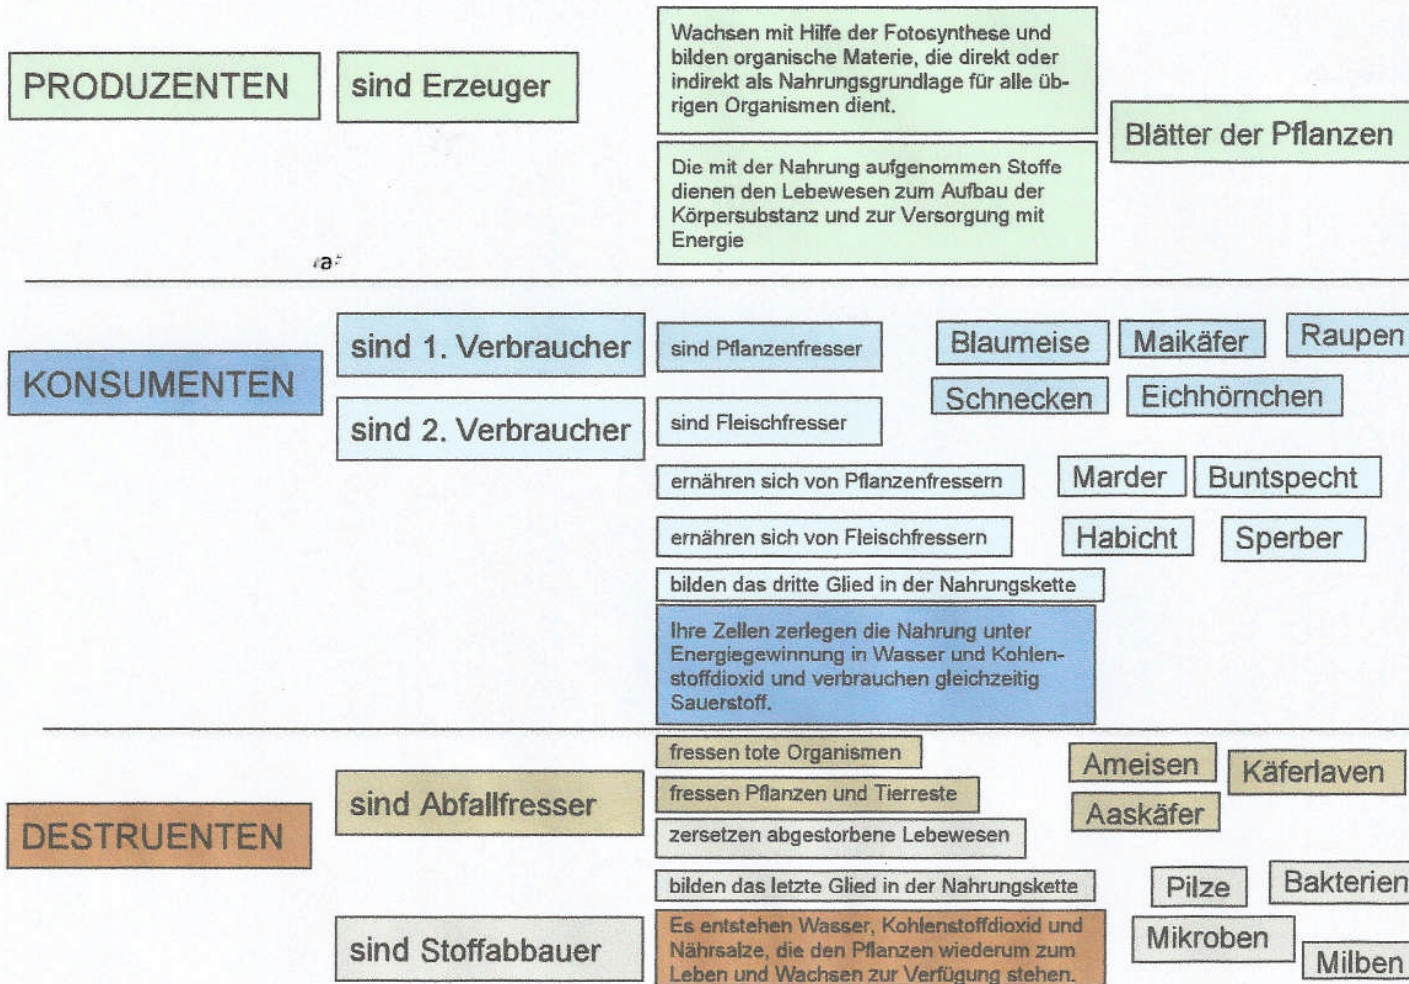 PRODUZENTEN
sind Erzeuger
Wachsen mit Hilfe der Fotosynthese und
bilden organische Materie, die direkt oder
indirekt als Nahrungsgrundlage für alle üb-
rigen Organismen dient.
Die mit der Nahrung aufgenommen Stoffe
dienen den Lebewesen zum Aufbau der
Körpersubstanz und zur Versorgung mit
Energie
Blätter der Pflanzen
KONSUMENTEN
sind 1. Verbraucher
sind Pflanzenfresser
Blaumeise
Maikäfer
Raupen
Schnecken
Eichhörnchen
sind 2. Verbraucher
sind Fleischfresser
ernähren sich von Pflanzenfressern
Marder
Buntspecht
ernähren sich von Fleischfressern
Habicht
Sperber
bilden das dritte Glied in der Nahrungskette
Ihre Zellen zerlegen die Nahrung unter
Energiegewinnung in Wasser und Kohlen-
stoffdioxid und verbrauchen gleichzeitig
Sauerstoff.
DESTRUENTEN
sind Abfallfresser
fressen tote Organismen
fressen Pflanzen und Tierreste
Ameisen
Käferlaven
Aaskäfer
zersetzen abgestorbene Lebewesen
bilden das letzte Glied in der Nahrungskette
Pilze
Bakterien
sind Stoffabbauer
Es entstehen Wasser, Kohlenstoffdioxid und
Nährsalze, die den Pflanzen wiederum zum
Leben und Wachsen zur Verfügung stehen.
Mikroben
Milben